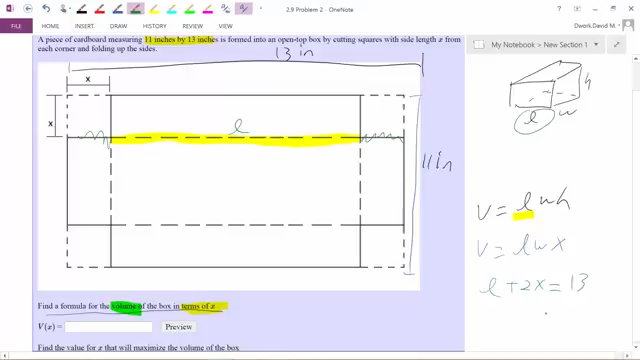 2.9 Problem 2 - OneNote
FILE
HOME
INSERT
DRAW
HISTORY
REVIEW
VIEW
Dwork,David M.
A piece of cardboard measuring 11 inches by 13 inches is formed into an open-top box by cutting squares with side length x from
each corner and folding up the sides.
13 in
x
x
l
11 in
Find a formula for the volume of the box in terms of x
V(x) =
Preview
Find the value for x that will maximize the volume of the box
My Notebook > New Section 1
h
l
w
V = l w h
V = l w x
l + 2x = 13